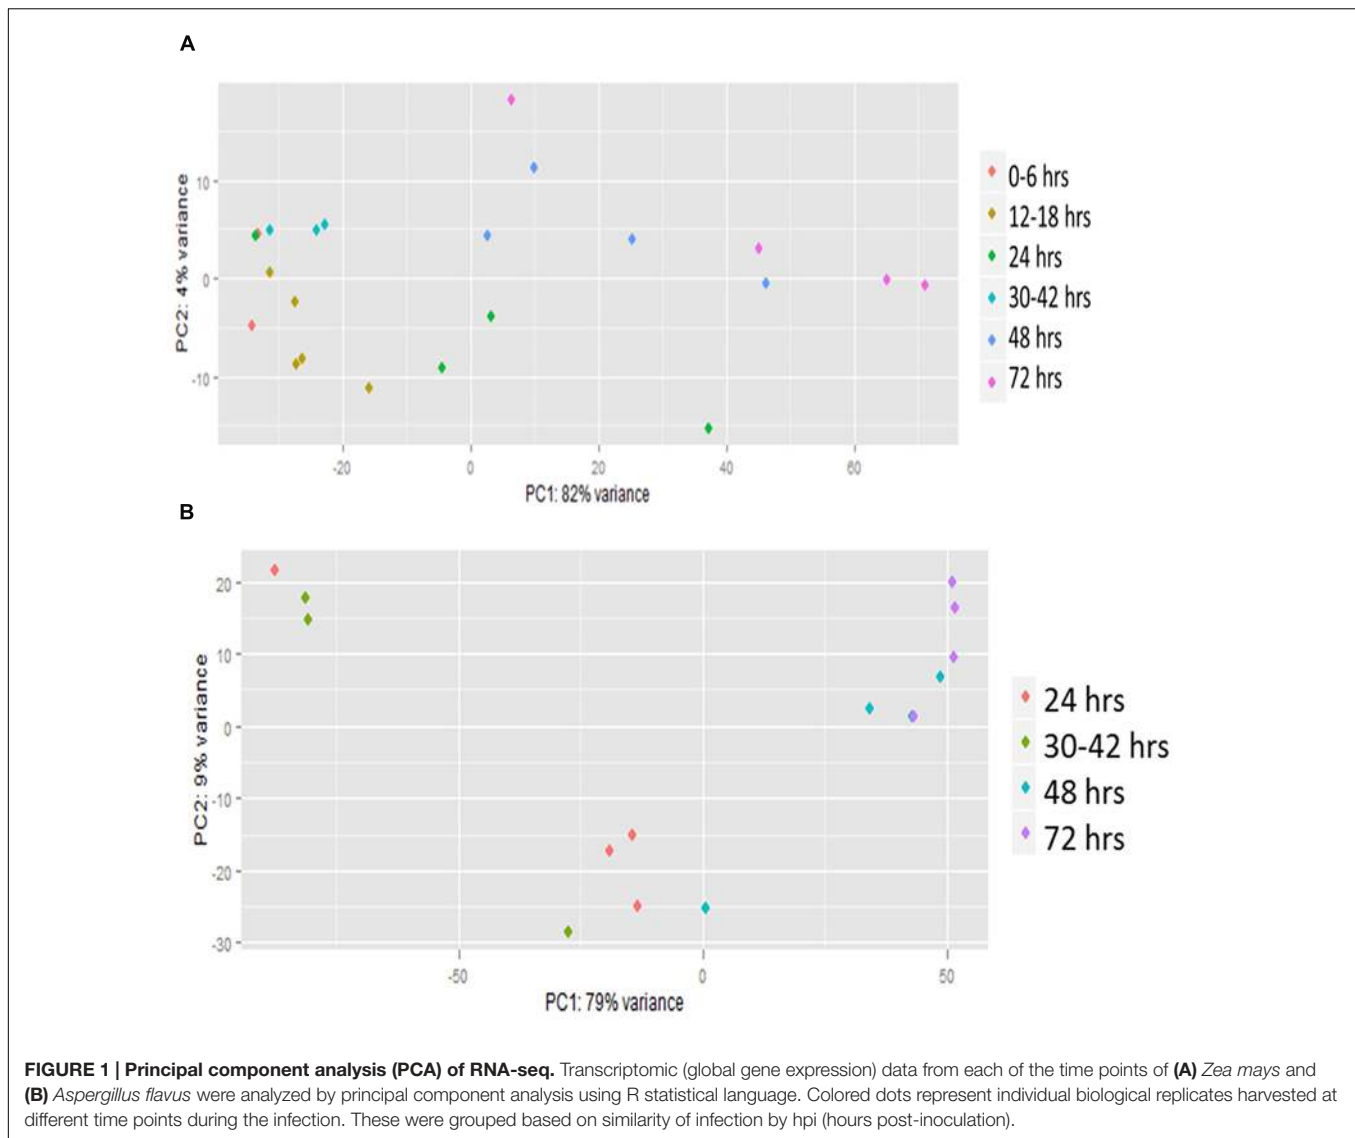 A
PC2: 4% variance
10
0
-10
-20
0
20
40
60
PC1: 82% variance
0-6 hrs
12-18 hrs
24 hrs
30-42 hrs
48 hrs
72 hrs
B
PC2: 9% variance
20
10
0
-10
-20
-30
-50
0
50
PC1: 79% variance
24 hrs
30-42 hrs
48 hrs
72 hrs
FIGURE 1 | Principal component analysis (PCA) of RNA-seq. Transcriptomic (global gene expression) data from each of the time points of (A) Zea mays and
(B) Aspergillus flavus were analyzed by principal component analysis using R statistical language. Colored dots represent individual biological replicates harvested at
different time points during the infection. These were grouped based on similarity of infection by hpi (hours post-inoculation).